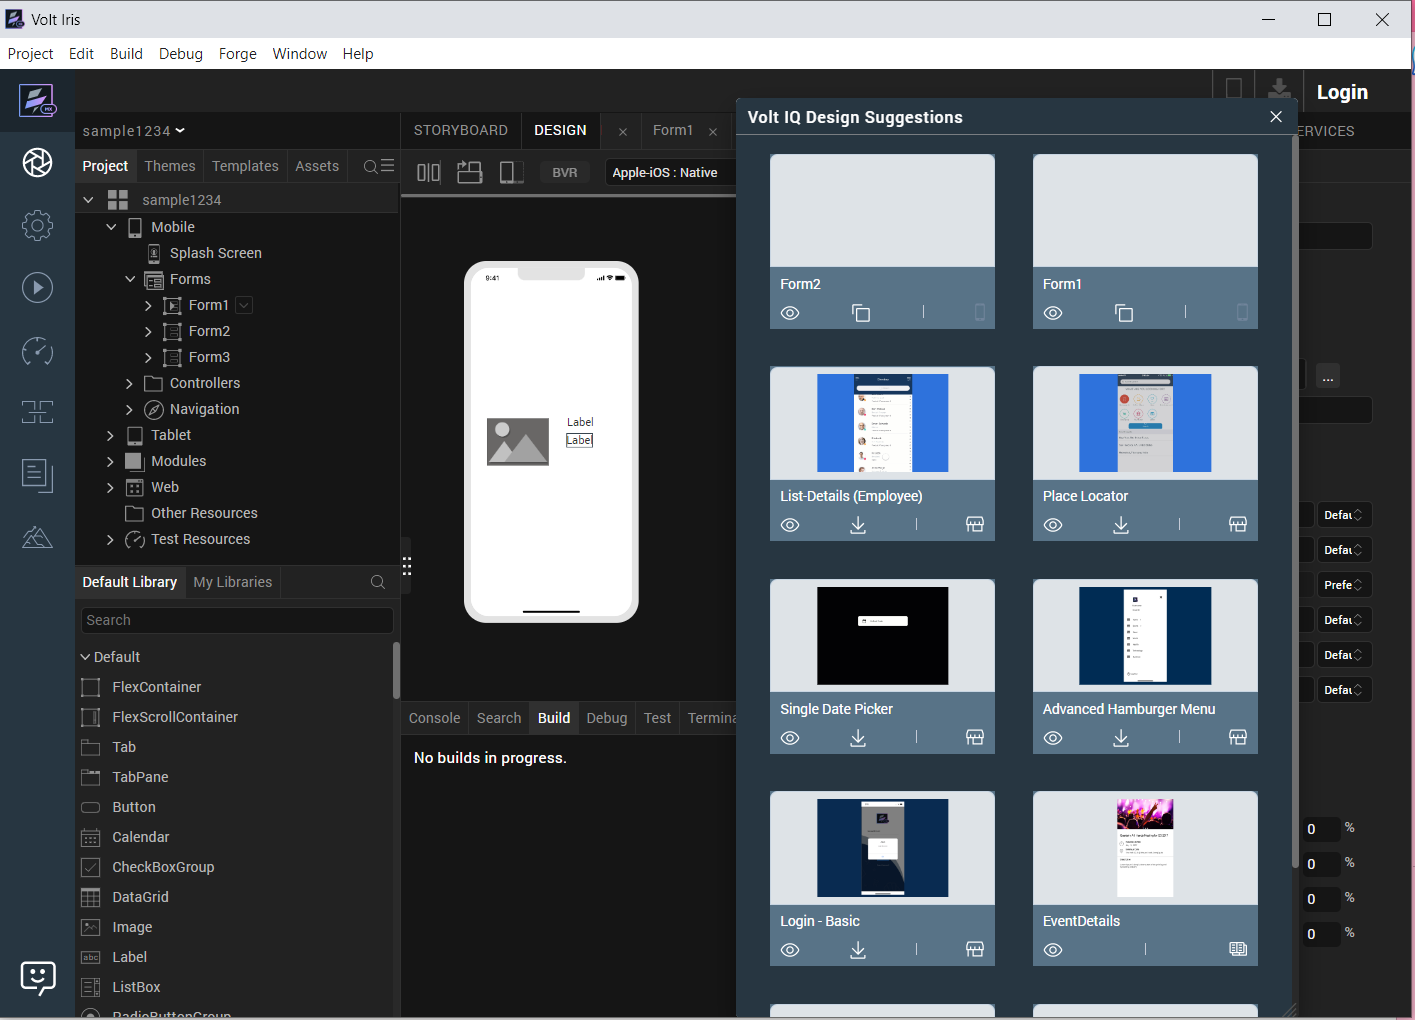 Volt Iris
Project Edit Build Debug Forge Window Help
MX
Login
sample1234
STORYBOARD DESIGN Form1
Volt IQ Design Suggestions
ERVICES
Project Themes Templates Assets
BVR
Apple-iOS : Native
sample1234
Mobile
Splash Screen
Forms
Form1
Form2
Form3
Controllers
Navigation
Tablet
Modules
Web
Other Resources
Test Resources
9:41
Label
Label
Form2
Form1
...
List-Details (Employee)
Place Locator
Defau
Defau
Prefe
Defau
Defau
Defau
Default Library My Libraries
Search
Default
FlexContainer
FlexScrollContainer
Tab
TabPane
Button
Calendar
CheckBoxGroup
DataGrid
Image
abc Label
ListBox
RadioButtonGroup
Console Search Build Debug Test Termina
No builds in progress.
Single Date Picker
Advanced Hamburger Menu
Login - Basic
EventDetails
0 %
0 %
0 %
0 %